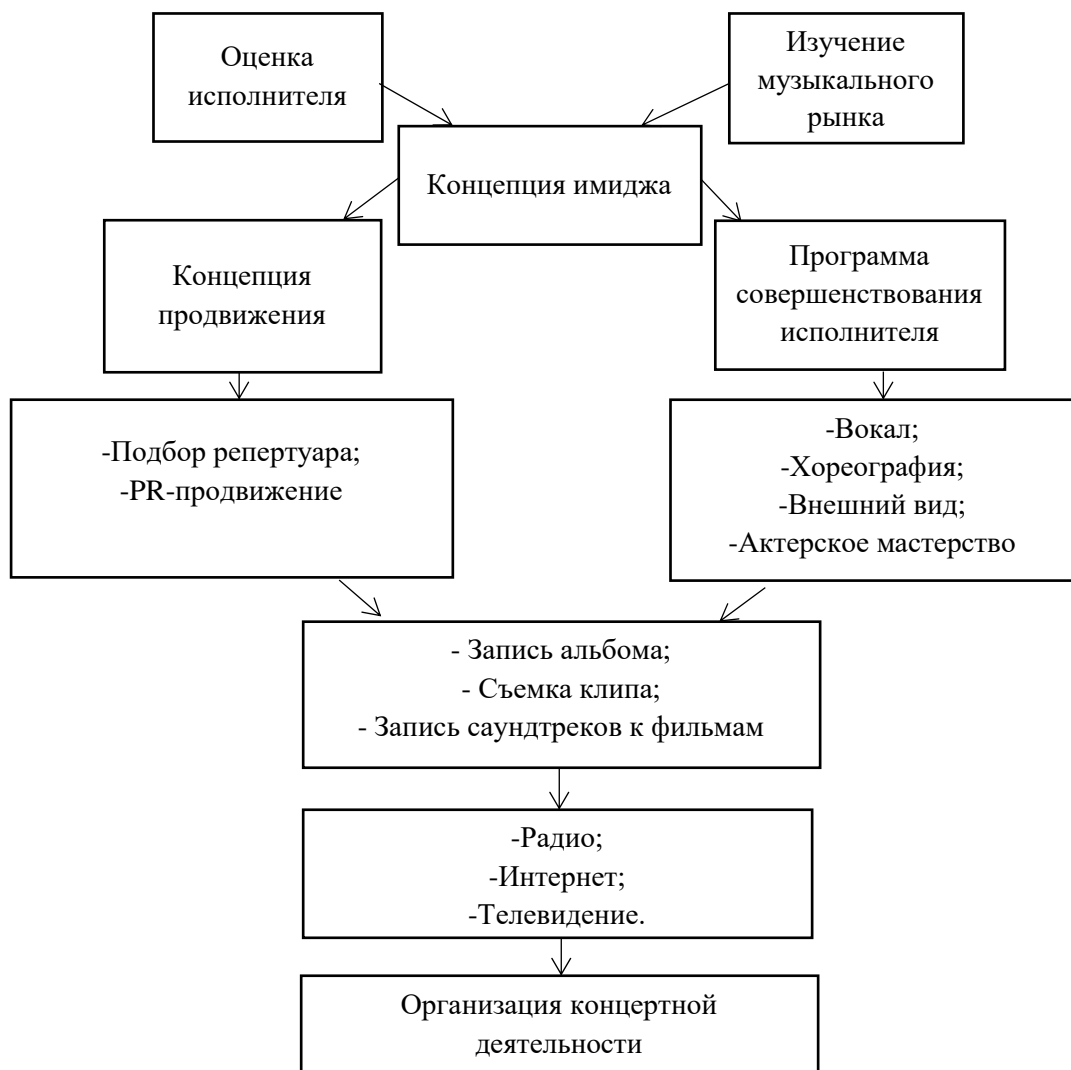 Оценка
исполнителя
Изучение
музыкального
рынка
Концепция имиджа
Концепция
продвижения
Программа
совершенствования
исполнителя
-Подбор репертуара;
-PR-продвижение
-Вокал;
-Хореография;
-Внешний вид;
-Актерское мастерство
- Запись альбома;
- Съемка клипа;
- Запись саундтреков к фильмам
-Радио;
-Интернет;
-Телевидение.
Организация концертной
деятельности